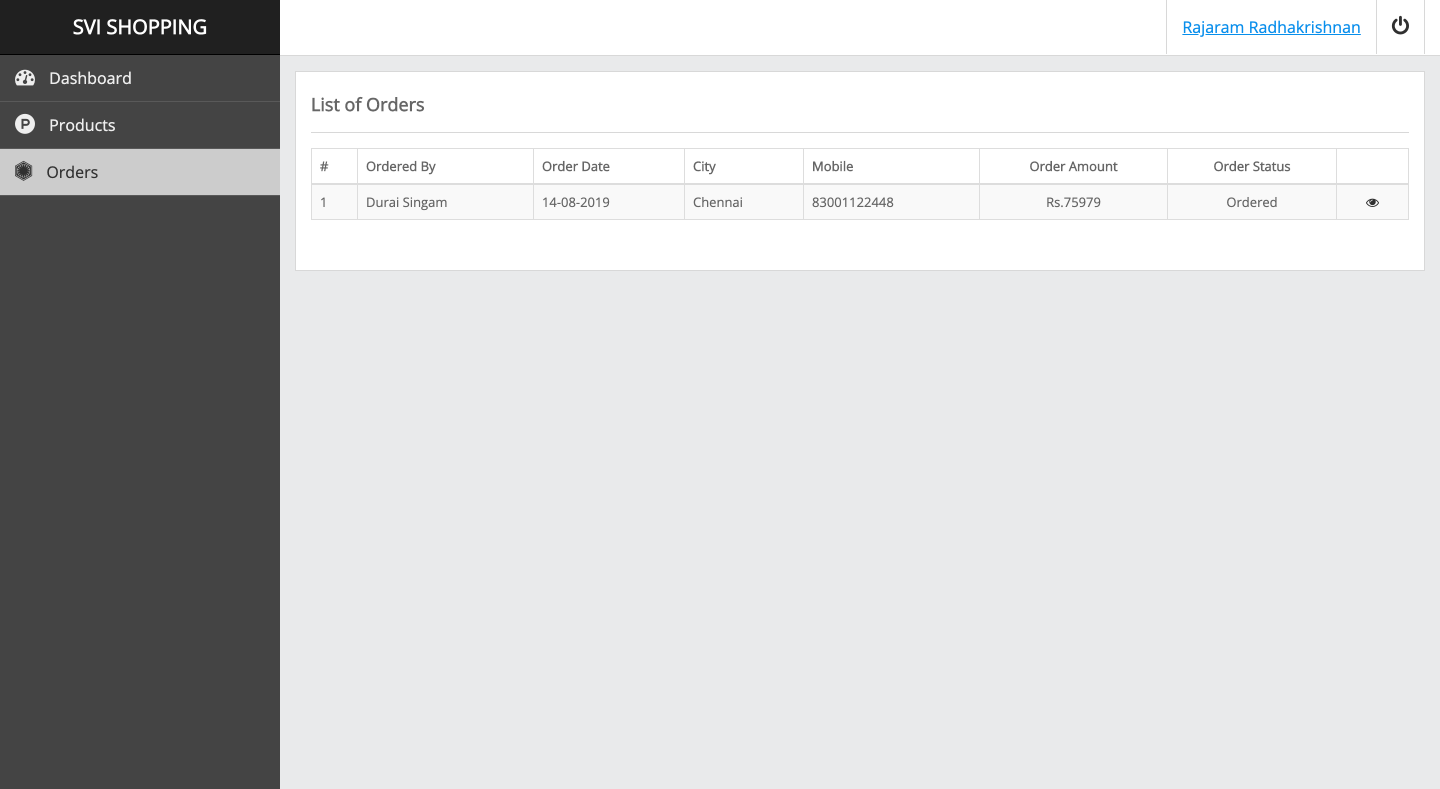 SVI SHOPPING
Rajaram Radhakrishnan
Dashboard
Products
Orders
List of Orders
# Ordered By Order Date City Mobile Order Amount Order Status
1 Durai Singam 14-08-2019 Chennai 83001122448 Rs.75979 Ordered